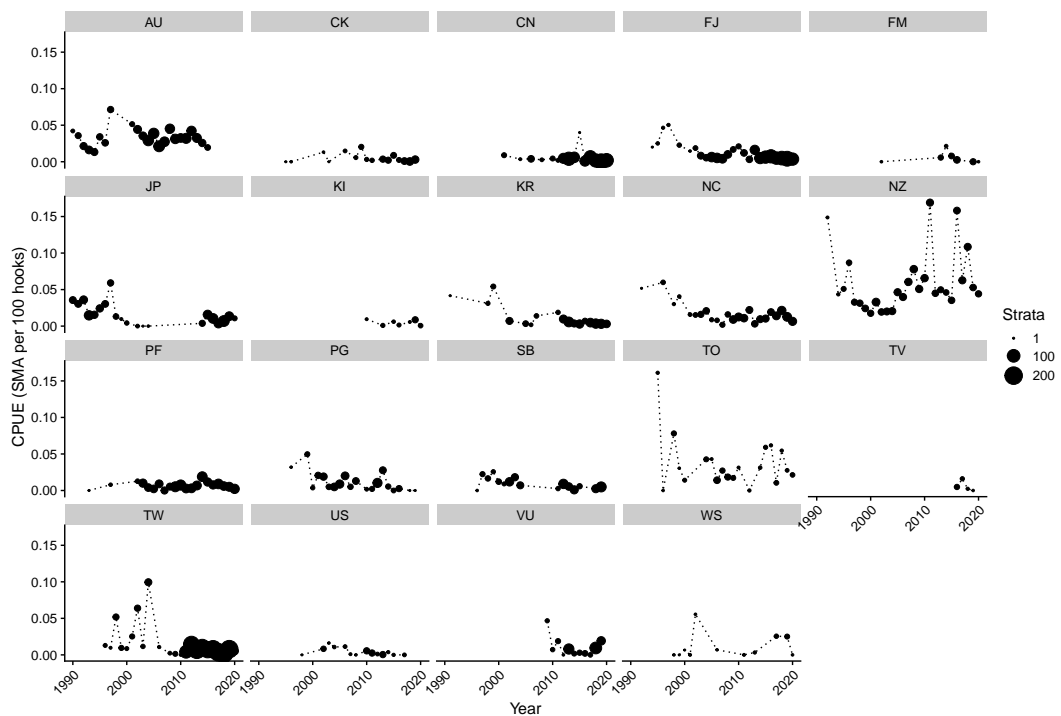 AU CK CN FJ FM
0.15
0.10
0.05
0.00
JP KI KR NC NZ
0.15
0.10
0.05
0.00
CPUE (SMA per 100 hooks)
Strata
1
100
200
PF PG SB TO TV
0.15
0.10
0.05
0.00
1990 2000 2010 2020
TW US VU WS
0.15
0.10
0.05
0.00
1990 2000 2010 2020 1990 2000 2010 2020 1990 2000 2010 2020 1990 2000 2010 2020
Year